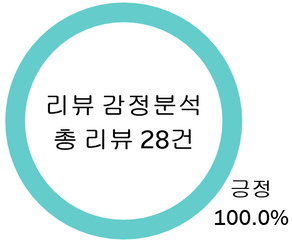 리뷰 감정분석
총 리뷰 28건
긍정
100.0%